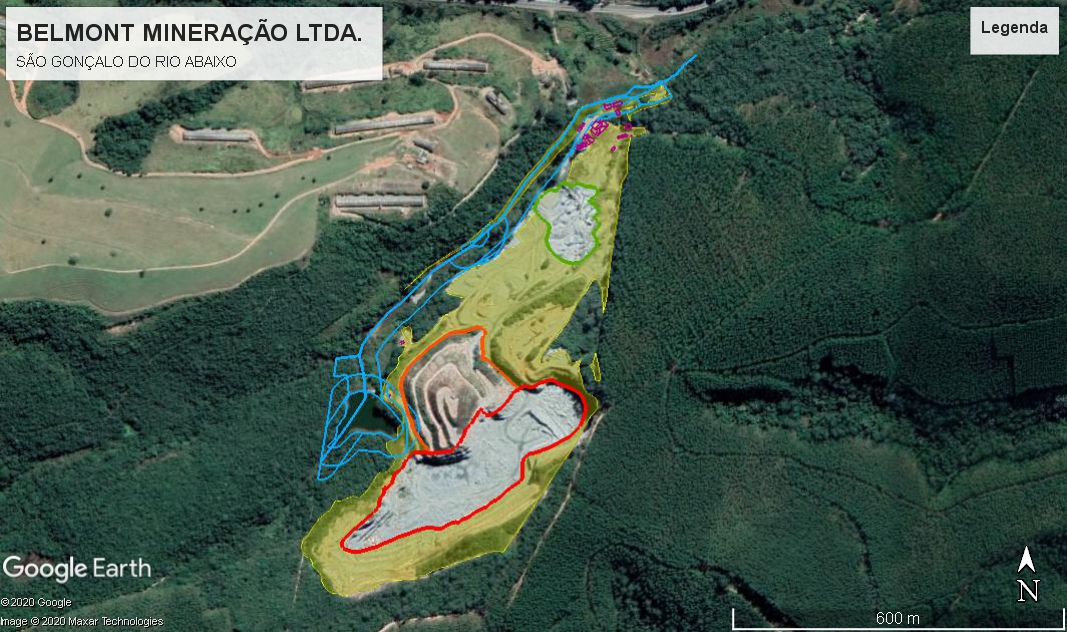 BELMONT MINERAÇÃO LTDA.
SÃO GONÇALO DO RIO ABAIXO
Legenda
Google Earth
©2020 Google
Image © 2020 Maxar Technologies
N
600 m